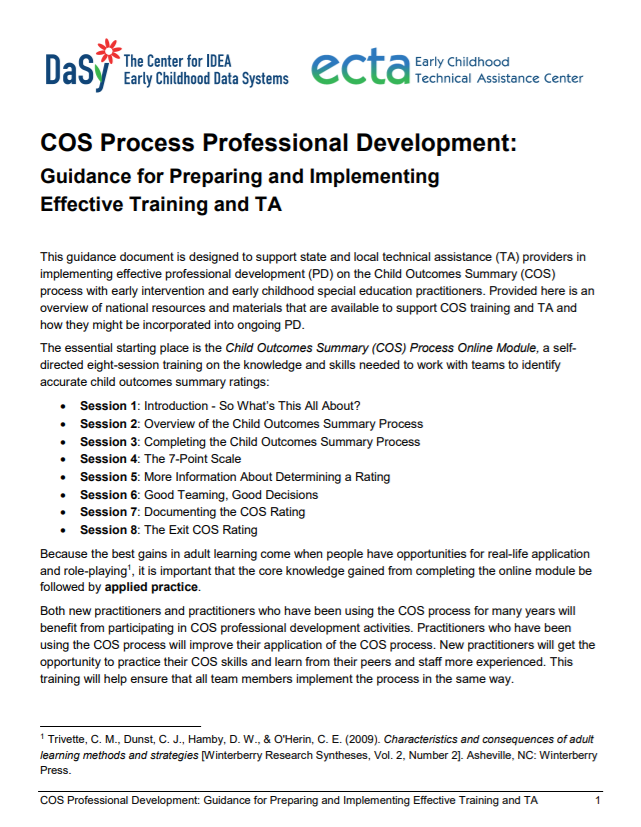 DaSy The Center for IDEA
Early Childhood Data Systems
ecta Early Childhood
Technical Assistance Center
COS Process Professional Development:
Guidance for Preparing and Implementing
Effective Training and TA
This guidance document is designed to support state and local technical assistance (TA) providers in
implementing effective professional development (PD) on the Child Outcomes Summary (COS)
process with early intervention and early childhood special education practitioners. Provided here is an
overview of national resources and materials that are available to support COS training and TA and
how they might be incorporated into ongoing PD.
The essential starting place is the Child Outcomes Summary (COS) Process Online Module, a self-
directed eight-session training on the knowledge and skills needed to work with teams to identify
accurate child outcomes summary ratings:
• Session 1: Introduction - So What's This All About?
• Session 2: Overview of the Child Outcomes Summary Process
• Session 3: Completing the Child Outcomes Summary Process
• Session 4: The 7-Point Scale
• Session 5: More Information About Determining a Rating
• Session 6: Good Teaming, Good Decisions
• Session 7: Documenting the COS Rating
• Session 8: The Exit COS Rating
Because the best gains in adult learning come when people have opportunities for real-life application
and role-playing¹, it is important that the core knowledge gained from completing the online module be
followed by applied practice.
Both new practitioners and practitioners who have been using the COS process for many years will
benefit from participating in COS professional development activities. Practitioners who have been
using the COS process will improve their application of the COS process. New practitioners will get the
opportunity to practice their COS skills and learn from their peers and staff more experienced. This
training will help ensure that all team members implement the process in the same way.
¹ Trivette, C. M., Dunst, C. J., Hamby, D. W., & O'Herin, C. E. (2009). Characteristics and consequences of adult
learning methods and strategies [Winterberry Research Syntheses, Vol. 2, Number 2]. Asheville, NC: Winterberry
Press.
COS Professional Development: Guidance for Preparing and Implementing Effective Training and TA 1